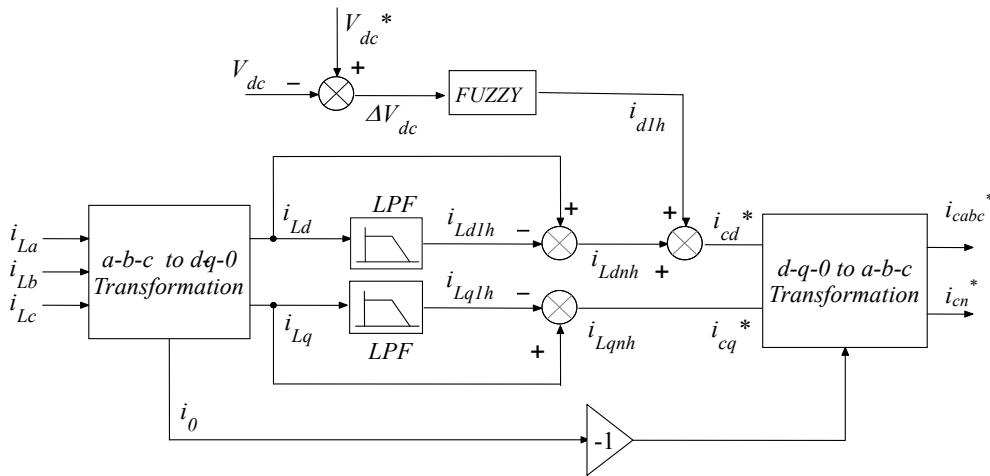 V_dc*
+
V_dc
−
ΔV_dc
FUZZY
i_d1h
i_La
i_Lb
i_Lc
a-b-c to d-q-0
Transformation
i_Ld
LPF
i_Ld1h
−
+
i_Ldnh
+
+
i_cd*
i_Lq
LPF
i_Lq1h
−
+
i_Lqnh
i_cq*
d-q-0 to a-b-c
Transformation
i_cabc*
i_cn*
i_0
-1